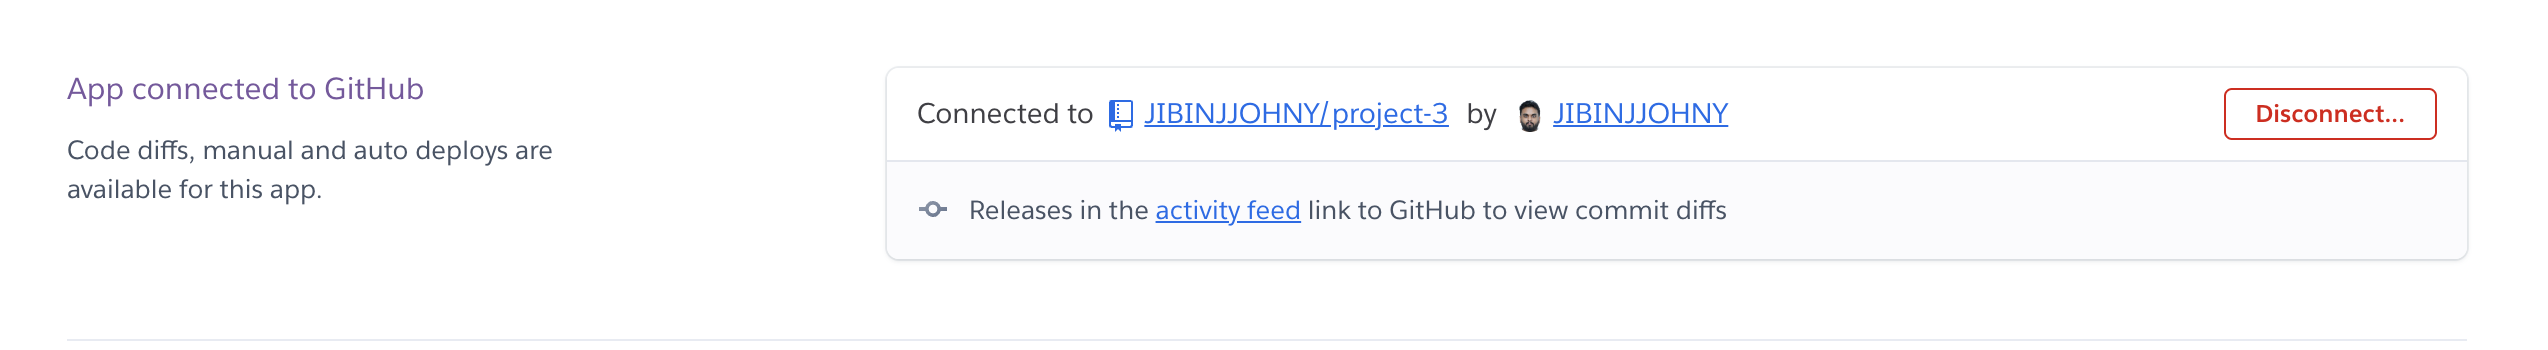 App connected to GitHub
Code diffs, manual and auto deploys are
available for this app.
Connected to JIBINJJOHNY/project-3 by JIBINJJOHNY
Disconnect...
Releases in the activity feed link to GitHub to view commit diffs